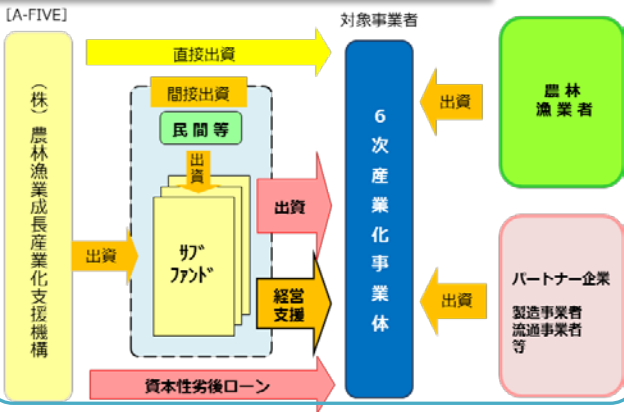 [A-FIVE]
(株)農林漁業成長産業化支援機構
直接出資
間接出資
民間等
出資
出資
サブ
ファンド
出資
経営
支援
資本性劣後ローン
対象事業者
6次産業化事業体
出資
農林
漁業者
出資
パートナー企業
製造事業者
流通事業者
等